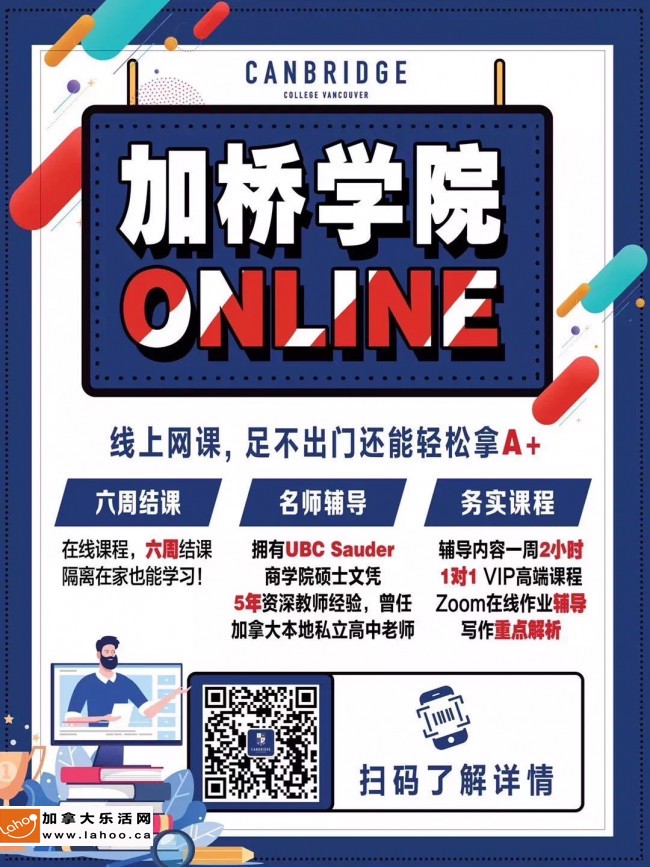 CANBRIDGE
COLLEGE VANCOUVER
加桥学院
ONLINE
线上网课，足不出门还能轻松拿A+
六周结课
在线课程，六周结课
隔离在家也能学习！
名师辅导
拥有UBC Sauder
商学院硕士文凭
5年资深教师经验，曾任
加拿大本地私立高中老师
务实课程
辅导内容一周2小时
1对1 VIP高端课程
Zoom在线作业辅导
写作重点解析
1
CANBRIDGE
扫码了解详情
Lahoo
加拿大乐活网
www.lahoo.ca